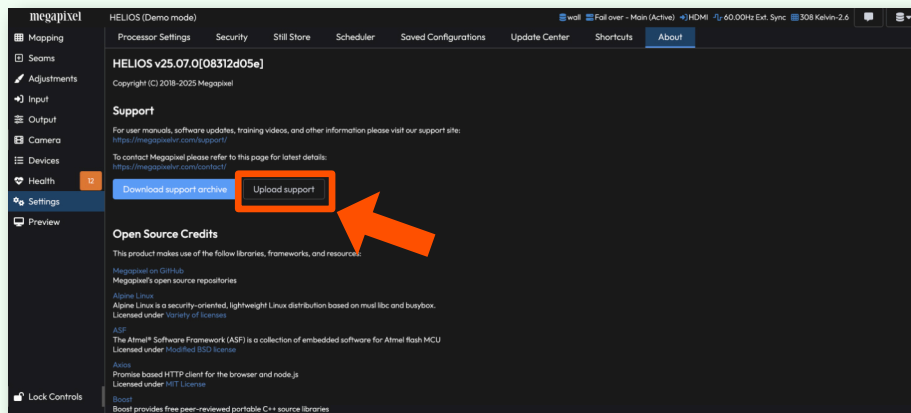 megapixel
HELIOS (Demo mode)
wall Fail over - Main (Active) HDMI 60.00Hz Ext. Sync 308 Kelvin-2.6
Mapping
Seams
Adjustments
Input
Output
Camera
Devices
Health 12
Settings
Preview
Lock Controls
Processor Settings Security Still Store Scheduler Saved Configurations Update Center Shortcuts About
HELIOS v25.07.0[08312d05e]
Copyright (C) 2018-2025 Megapixel
Support
For user manuals, software updates, training videos, and other information please visit our support site:
https://megapixelvr.com/support/
To contact Megapixel please refer to this page for latest details:
https://megapixelvr.com/contact/
Download support archive Upload support
Open Source Credits
This product makes use of the follow libraries, frameworks, and resources:
Megapixel on GitHub
Megapixel's open source repositories
Alpine Linux
Alpine Linux is a security-oriented, lightweight Linux distribution based on musl libc and busybox.
Licensed under Variety of licenses
ASF
The Atmel® Software Framework (ASF) is a collection of embedded software for Atmel flash MCU
Licensed under Modified BSD license
Axios
Promise based HTTP client for the browser and node.js
Licensed under MIT License
Boost
Boost provides free peer-reviewed portable C++ source libraries